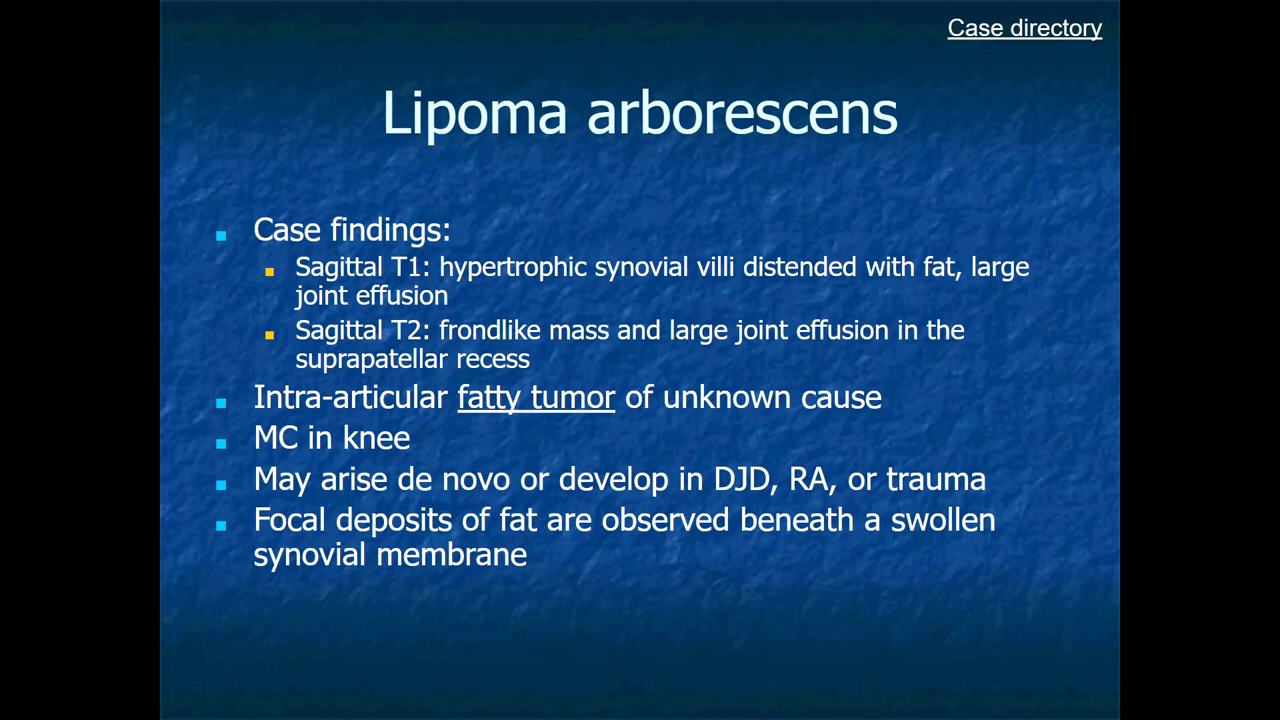 Case directory
Lipoma arborescens
Case findings:
Sagittal T1: hypertrophic synovial villi distended with fat, large
joint effusion
Sagittal T2: frondlike mass and large joint effusion in the
suprapatellar recess
Intra-articular fatty tumor of unknown cause
MC in knee
May arise de novo or develop in DJD, RA, or trauma
Focal deposits of fat are observed beneath a swollen
synovial membrane